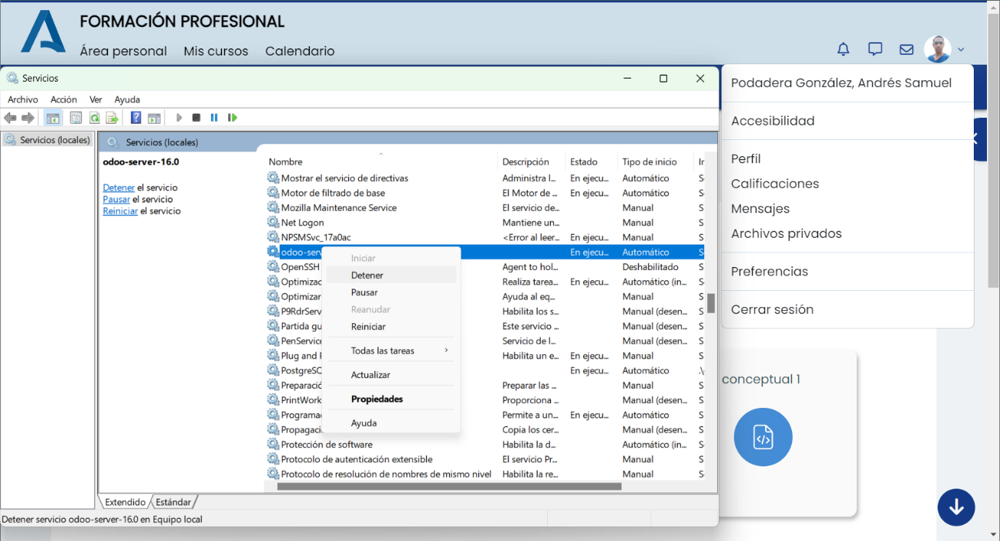 FORMACIÓN PROFESIONAL
Área personal Mis cursos Calendario
Servicios
Archivo Acción Ver Ayuda
Servicios (locales)
Servicios (locales)
odoo-server-16.0
Detener el servicio
Pausar el servicio
Reiniciar el servicio
Nombre Descripción Estado Tipo de inicio Ir
Mostrar el servicio de directivas Administra l... En ejecu... Automático S
Motor de filtrado de base El Motor de ... En ejecu... Automático S
Mozilla Maintenance Service El servicio de... Manual S
Net Logon Mantiene un... Manual S
NPSMSvc_17a0ac <Error al leer... En ejecu... Manual S
odoo-serv En ejecu... Automático S
OpenSSH Agent to hol... Deshabilitado S
Optimizac Realiza tarea... En ejecu... Automático (in... S
Optimizar Ayuda al eq... Manual S
P9RdrServ Habilita los s... Manual (desen... S
Partida gu Este servicio ... Manual (desen... S
PenService Servicio de l... Manual (desen... S
Plug and P Habilita un e... En ejecu... Manual S
PostgreSQ En ejecu... Automático .\
Preparació Preparar las ... Manual S
PrintWork Proporciona ... Manual (desen... S
Programa Permite a un... En ejecu... Automático S
Propagaci Copia los cer... Manual (desen... S
Protección de software Habilita la d... Automático (in... S
Protocolo de autenticación extensible El servicio Pr... Manual S
Protocolo de resolución de nombres de mismo nivel Habilita la re... Manual S
Iniciar
Detener
Pausar
Reanudar
Reiniciar
Todas las tareas
Actualizar
Propiedades
Ayuda
Extendido Estándar
Detener servicio odoo-server-16.0 en Equipo local
Podadera González, Andrés Samuel
Accesibilidad
Perfil
Calificaciones
Mensajes
Archivos privados
Preferencias
Cerrar sesión
conceptual 1